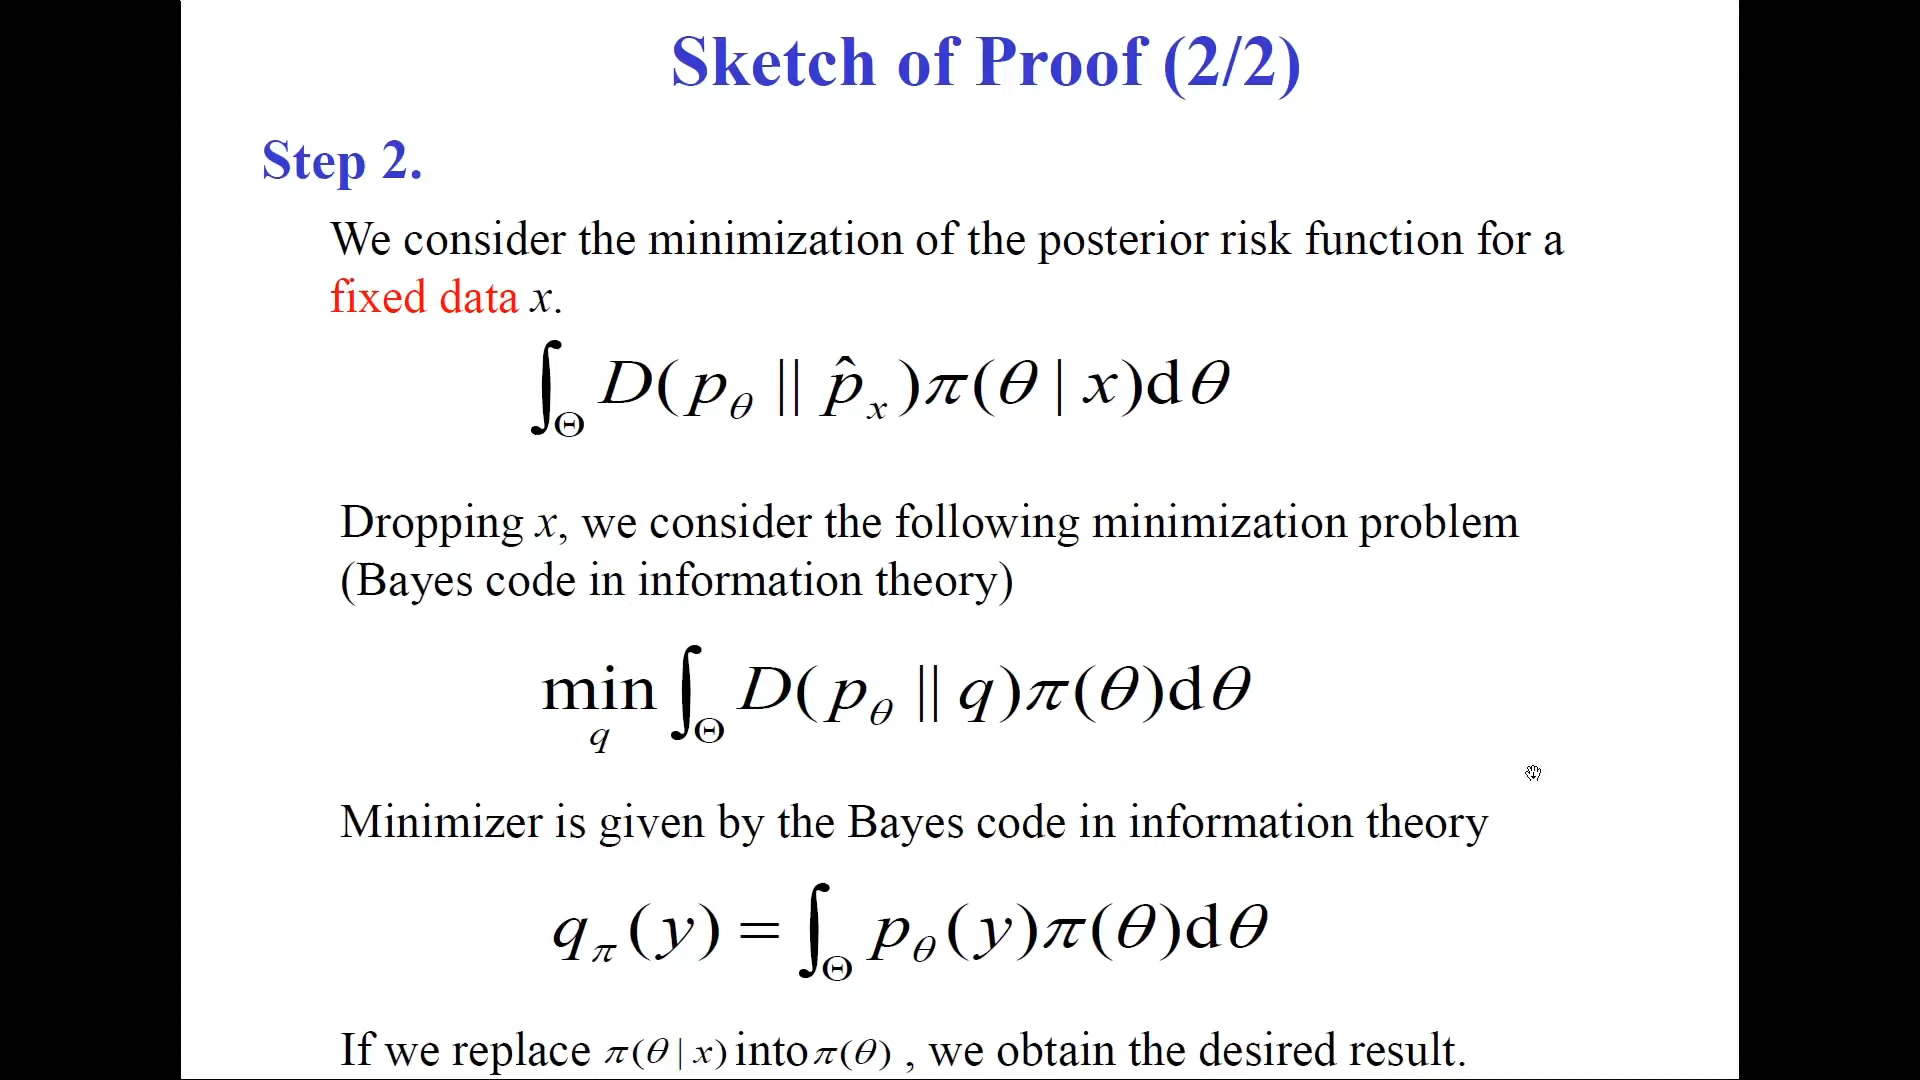 Sketch of Proof (2/2)
Step 2.
We consider the minimization of the posterior risk function for a
fixed data x.
∫_Θ D(p_θ || p̂_x)π(θ | x)dθ
Dropping x, we consider the following minimization problem
(Bayes code in information theory)
min_q ∫_Θ D(p_θ || q)π(θ)dθ
Minimizer is given by the Bayes code in information theory
q_π(y) = ∫_Θ p_θ(y)π(θ)dθ
If we replace π(θ | x) into π(θ) , we obtain the desired result.